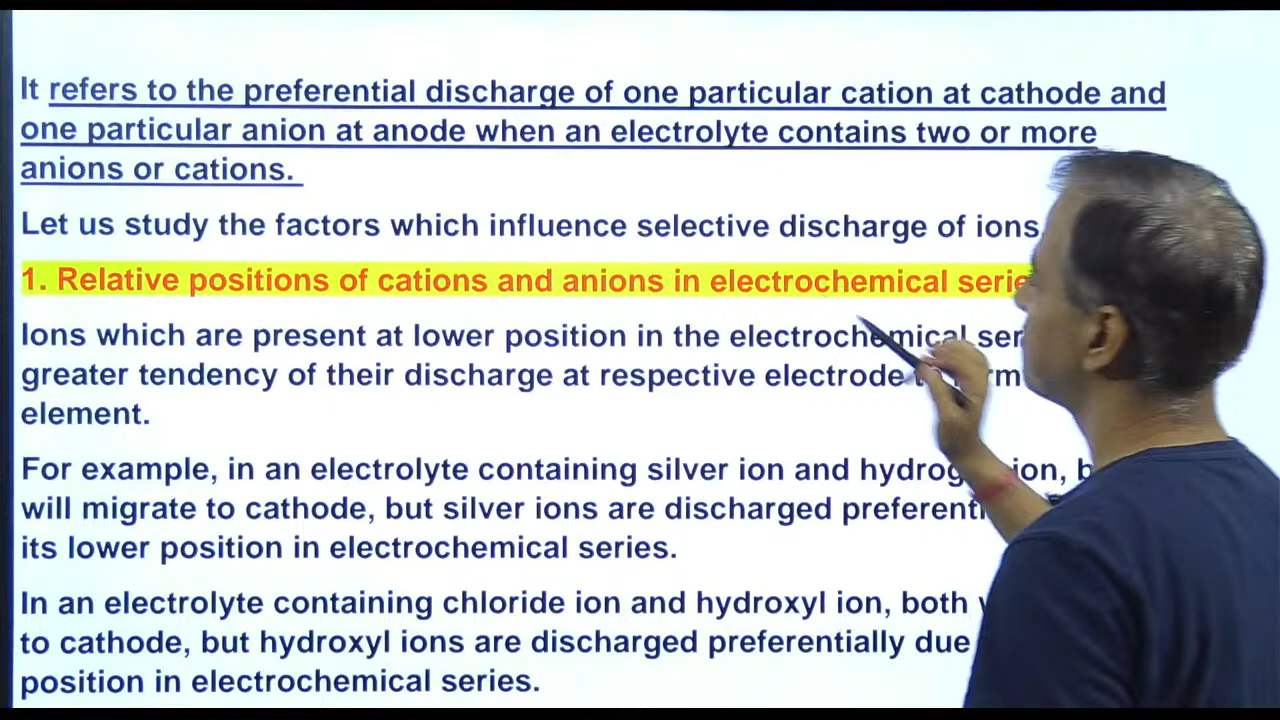 It refers to the preferential discharge of one particular cation at cathode and
one particular anion at anode when an electrolyte contains two or more
anions or cations.
Let us study the factors which influence selective discharge of ions
1. Relative positions of cations and anions in electrochemical
Ions which are present at lower position in the electrochemical
greater tendency of their discharge at respective electrode
element.
For example, in an electrolyte containing silver ion and ion,
will migrate to cathode, but silver ions are discharged
its lower position in electrochemical series.
In an electrolyte containing chloride ion and hydroxyl ion, both
to cathode, but hydroxyl ions are discharged preferentially due
position in electrochemical series.